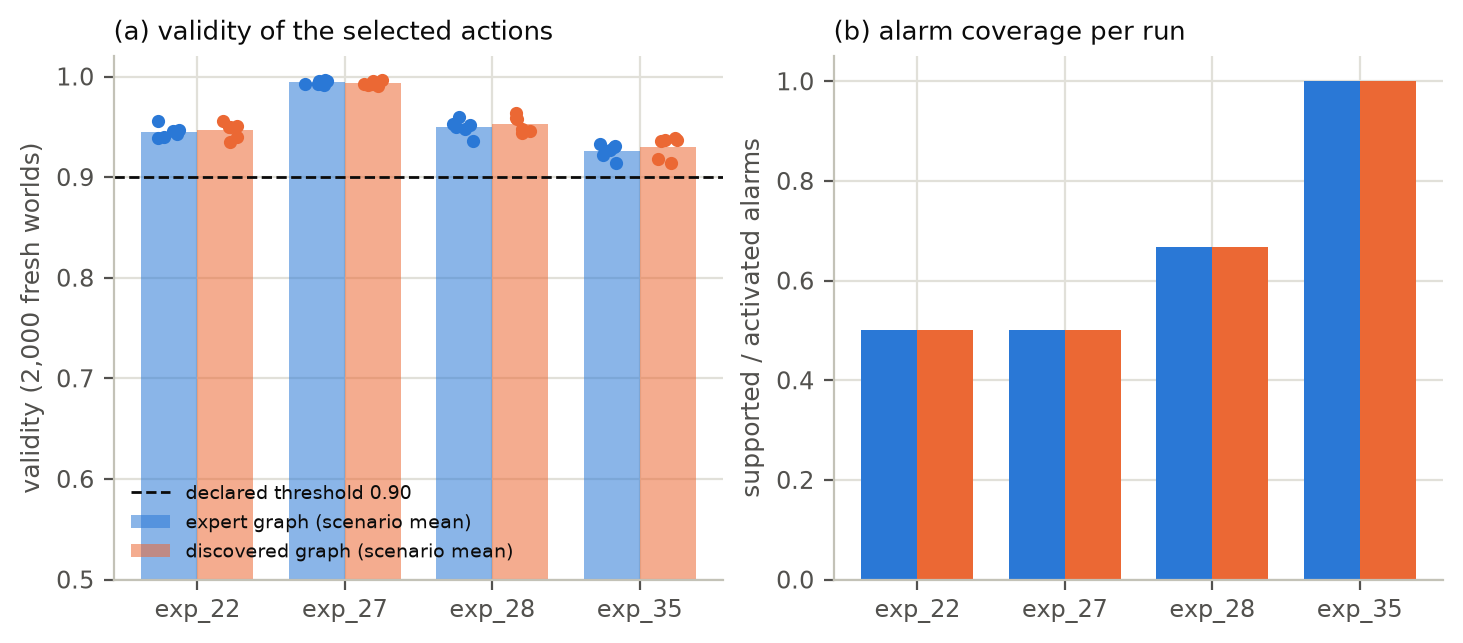 (a) validity of the selected actions
validity (2,000 fresh worlds)
1.0
0.9
0.8
0.7
0.6
0.5
declared threshold 0.90
expert graph (scenario mean)
discovered graph (scenario mean)
exp_22
exp_27
exp_28
exp_35
(b) alarm coverage per run
supported / activated alarms
1.0
0.8
0.6
0.4
0.2
0.0
exp_22
exp_27
exp_28
exp_35